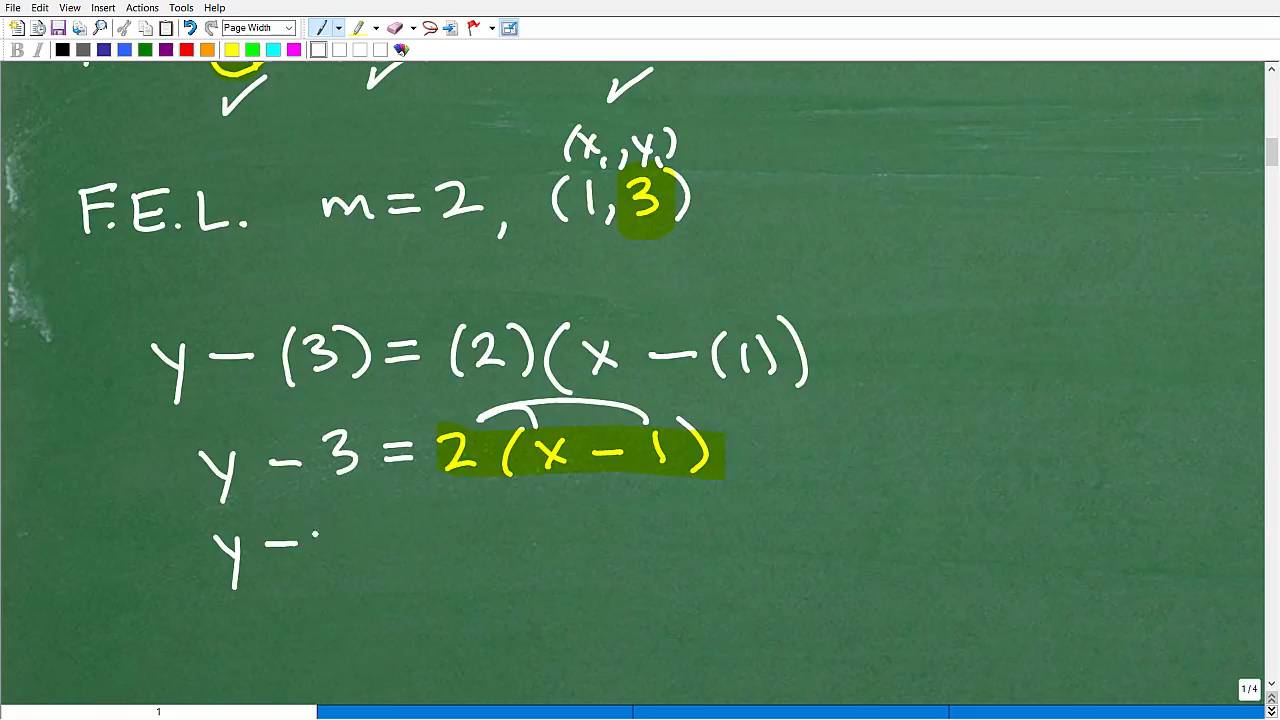 File Edit View Insert Actions Tools Help
Page Width
B I
(x₁, y₁)
F.E.L. m = 2, (1, 3)
y - (3) = (2)(x - (1))
y - 3 = 2(x - 1)
y -
1/4
1